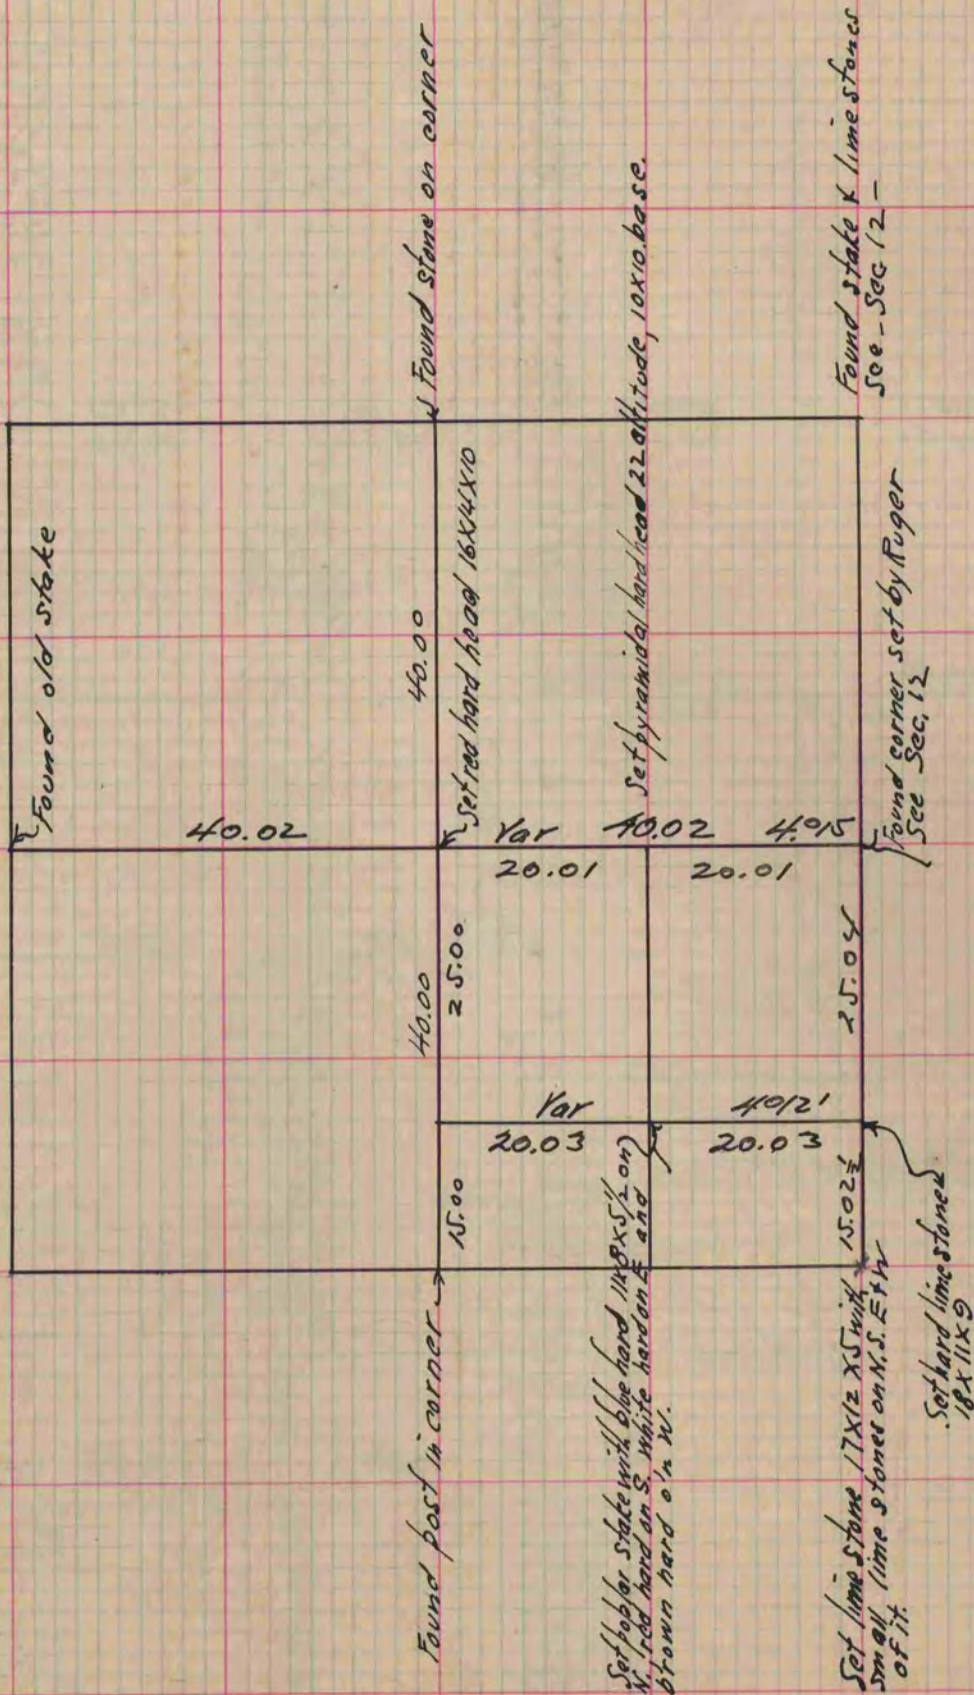 Found old stake
40.02
Found stone on corner
40.00
40.00
Set red hard head 16X14X10
25.00
15.00
Found post in corner
Var 40.02 4°15
20.01
20.01
Set pyramidal hard head 22 altitude, 10X10 base.
Var 4°12'
20.03
20.03
Set poplar stake with blue hard 11X8X5½" on
N. red hard on S. white hard on E and
brown hard o'n W.
Found stake & lime stones
See - Sec 12 -
Found corner set by Ruger
See Sec, 12
25.04
15.02½
Set lime stone 17X12 X5 with
small lime stones on N. S. E & W
of it.
Set hard lime stone
18X11X9